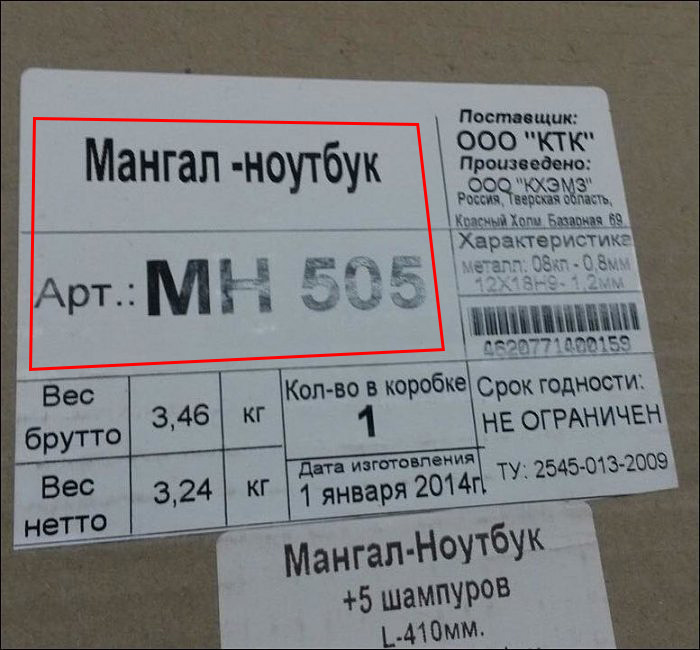 Мангал -ноутбук
Арт.: МН 505
Поставщик:
ООО "КТК"
Произведено:
ООО "КХЭМЗ"
Россия, Тверская область,
Красный Холм, Базарная 69
Характеристика
металл: 08кп - 0,8мм
12Х18Н9- 1,2мм
4620771400159
Вес брутто
3,46
кг
Вес нетто
3,24
кг
Кол-во в коробке
1
Дата изготовления
1 января 2014г.
Срок годности:
НЕ ОГРАНИЧЕН
ТУ: 2545-013-2009
Мангал-Ноутбук
+5 шампуров
L-410мм.